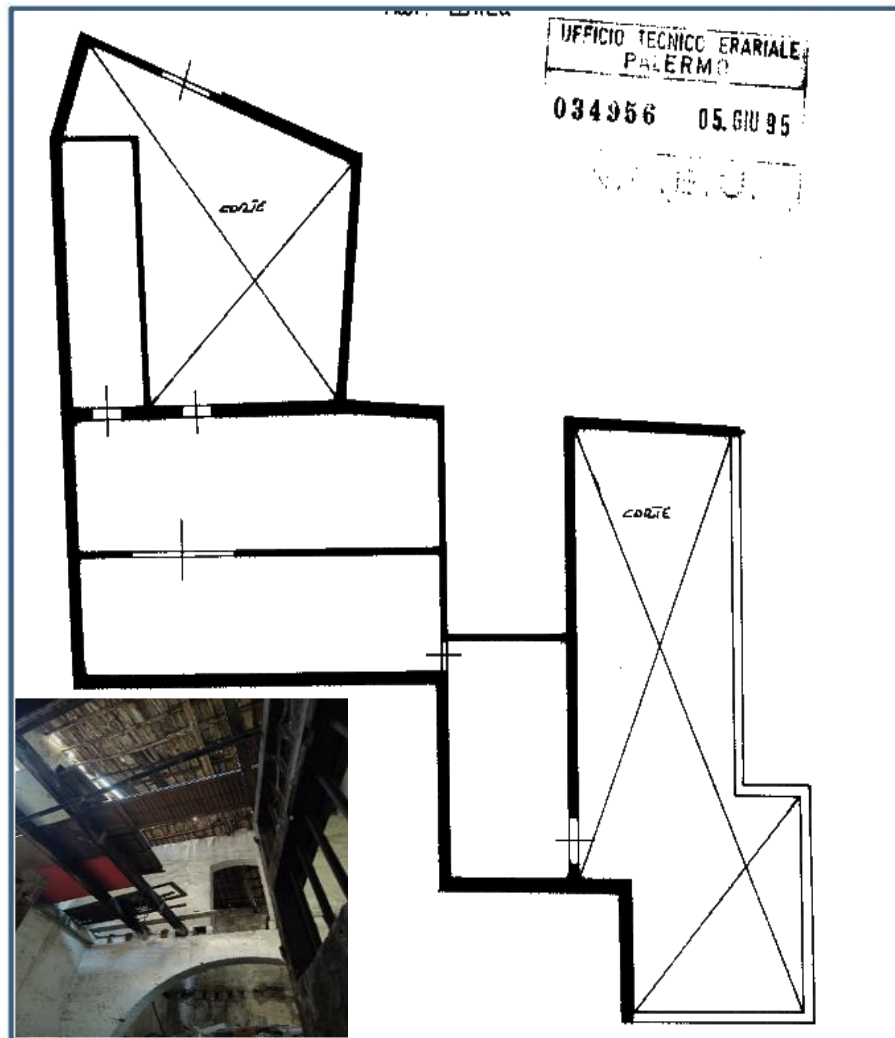 UFFICIO TECNICO ERARIALE
PALERMO
034956 05. GIU 95
CORTE
CORTE